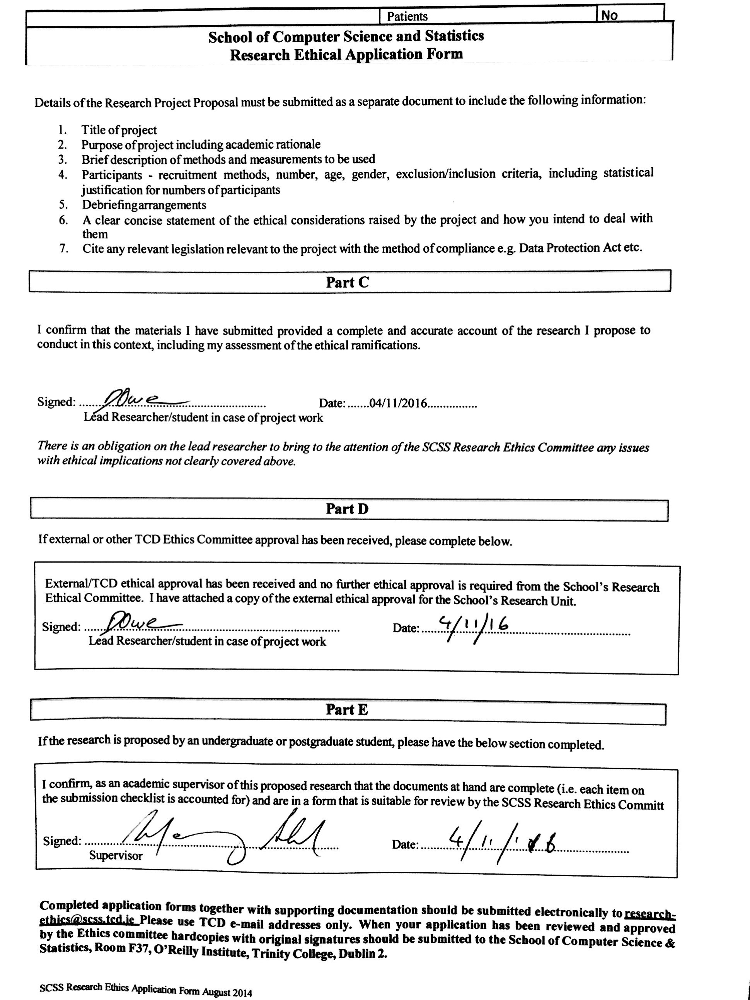 Patients No
School of Computer Science and Statistics
Research Ethical Application Form
Details of the Research Project Proposal must be submitted as a separate document to include the following information:
1. Title of project
2. Purpose of project including academic rationale
3. Brief description of methods and measurements to be used
4. Participants - recruitment methods, number, age, gender, exclusion/inclusion criteria, including statistical
justification for numbers of participants
5. Debriefing arrangements
6. A clear concise statement of the ethical considerations raised by the project and how you intend to deal with
them
7. Cite any relevant legislation relevant to the project with the method of compliance e.g. Data Protection Act etc.
Part C
I confirm that the materials I have submitted provided a complete and accurate account of the research I propose to
conduct in this context, including my assessment of the ethical ramifications.
Signed: ................ Date: .......04/11/2016................
Lead Researcher/student in case of project work
There is an obligation on the lead researcher to bring to the attention of the SCSS Research Ethics Committee any issues
with ethical implications not clearly covered above.
Part D
If external or other TCD Ethics Committee approval has been received, please complete below.
External/TCD ethical approval has been received and no further ethical approval is required from the School's Research
Ethical Committee. I have attached a copy of the external ethical approval for the School's Research Unit.
Signed: ................ Date: 4/11/16
Lead Researcher/student in case of project work
Part E
If the research is proposed by an undergraduate or postgraduate student, please have the below section completed.
I confirm, as an academic supervisor of this proposed research that the documents at hand are complete (i.e. each item on
the submission checklist is accounted for) and are in a form that is suitable for review by the SCSS Research Ethics Committ
Signed: ................ Date: 4/11/
Supervisor
Completed application forms together with supporting documentation should be submitted electronically to research-
ethics@scss.tcd.ie Please use TCD e-mail addresses only. When your application has been reviewed and approved
by the Ethics committee hardcopies with original signatures should be submitted to the School of Computer Science &
Statistics, Room F37, O'Reilly Institute, Trinity College, Dublin 2.
SCSS Research Ethics Application Form August 2014